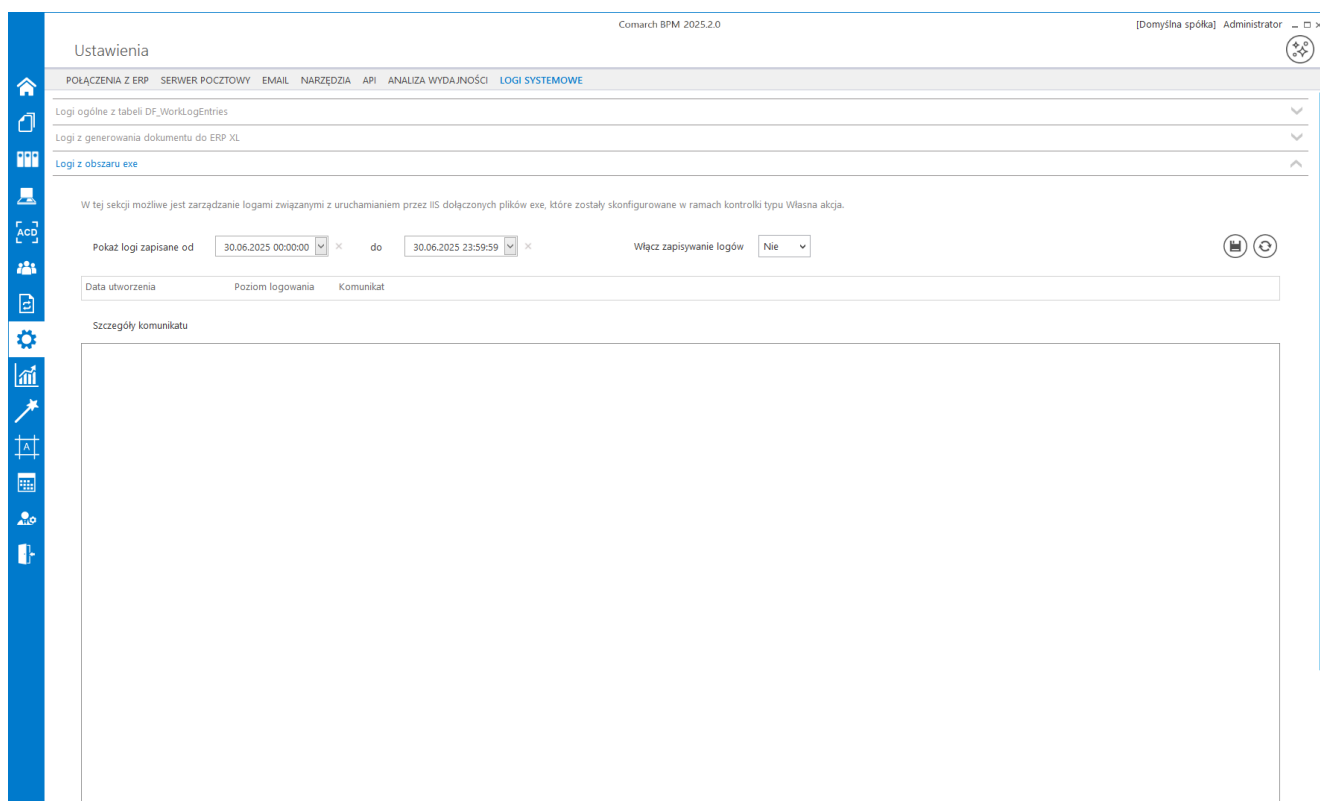 Comarch BPM 2025.2.0
[Domyślna spółka] Administrator
Ustawienia
POŁĄCZENIA Z ERP SERWER POCZTOWY EMAIL NARZĘDZIA API ANALIZA WYDAJNOŚCI LOGI SYSTEMOWE
Logi ogólne z tabeli DF_WorkLogEntries
Logi z generowania dokumentu do ERP XL
Logi z obszaru exe
ACD
W tej sekcji możliwe jest zarządzanie logami związanymi z uruchamianiem przez IIS dołączonych plików exe, które zostały skonfigurowane w ramach kontrolki typu Własna akcja.
Pokaż logi zapisane od 30.06.2025 00:00:00 do 30.06.2025 23:59:59 Włącz zapisywanie logów Nie
Data utworzenia Poziom logowania Komunikat
Szczegóły komunikatu
A